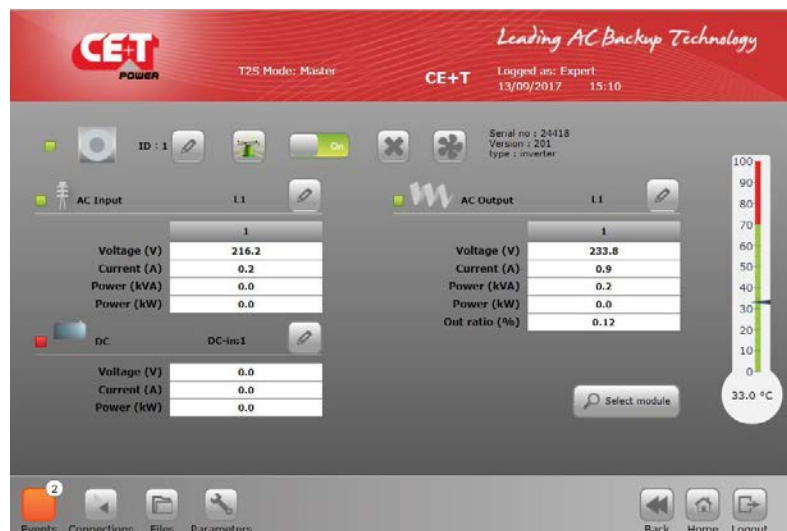 CE+T
POWER
Leading AC Backup Technology
T2S Mode: Master
CE+T
Logged as: Expert
13/09/2017 15:10
ID : 1
On
Serial no : 24418
Version : 201
type : inverter
AC Input L1
1
Voltage (V) 216.2
Current (A) 0.2
Power (kVA) 0.0
Power (kW) 0.0
AC Output L1
1
Voltage (V) 233.8
Current (A) 0.9
Power (kVA) 0.2
Power (kW) 0.0
Out ratio (%) 0.12
DC DC-in:1
Voltage (V) 0.0
Current (A) 0.0
Power (kW) 0.0
Select module
100
90
80
70
60
50
40
30
20
10
0
33.0 °C
2
Events Connections Files Parameters
Back Home Logout